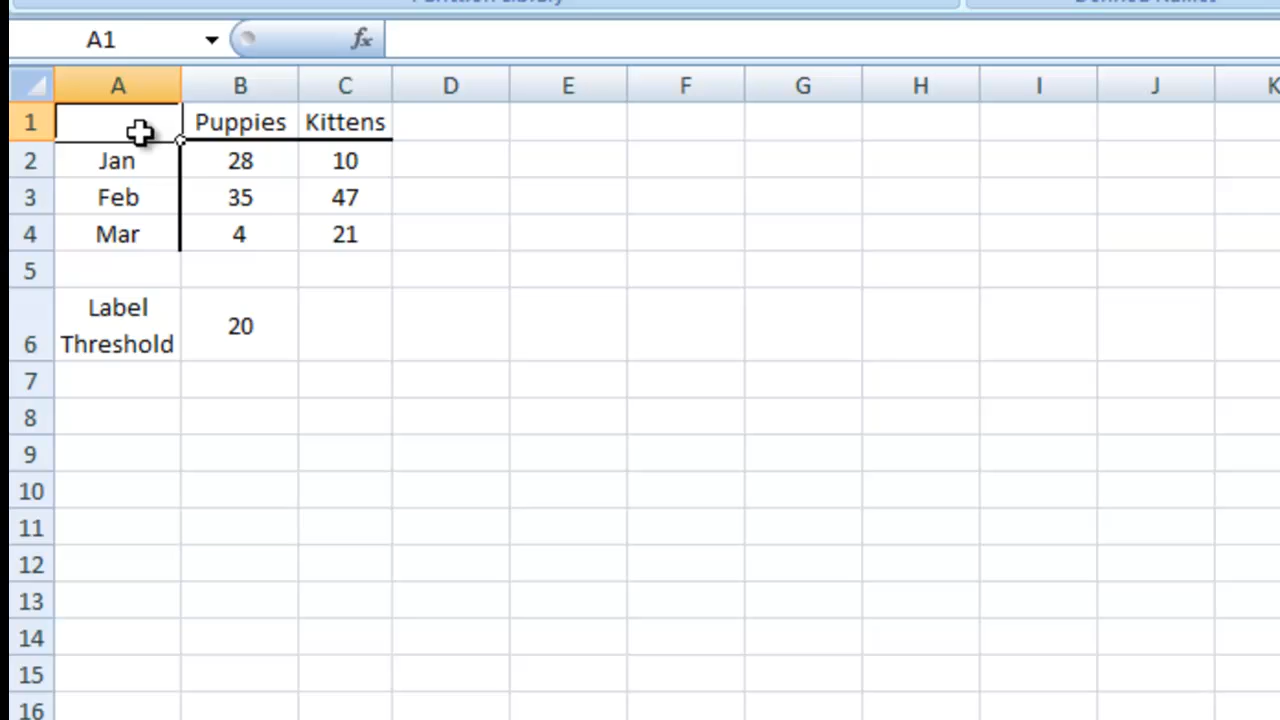 A1 fx
A B C D E F G H I J K
1 Puppies Kittens
2 Jan 28 10
3 Feb 35 47
4 Mar 4 21
5
Label
6 Threshold 20
7
8
9
10
11
12
13
14
15
16